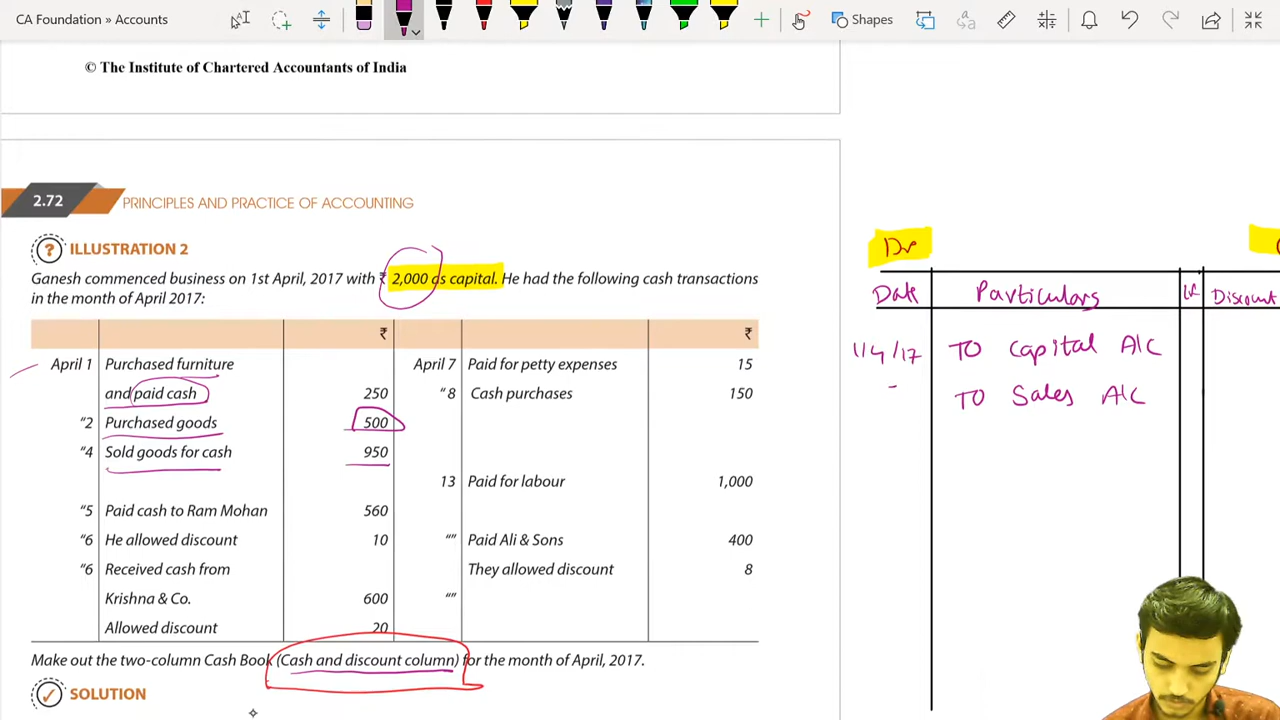 CA Foundation » Accounts
Shapes
© The Institute of Chartered Accountants of India
2.72 PRINCIPLES AND PRACTICE OF ACCOUNTING
? ILLUSTRATION 2
Ganesh commenced business on 1st April, 2017 with ₹ 2,000 as capital. He had the following cash transactions
in the month of April 2017:
₹ ₹
April 1 Purchased furniture April 7 Paid for petty expenses 15
and paid cash 250 "8 Cash purchases 150
"2 Purchased goods 500
"4 Sold goods for cash 950
13 Paid for labour 1,000
"5 Paid cash to Ram Mohan 560
"6 He allowed discount 10 "" Paid Ali & Sons 400
"6 Received cash from They allowed discount 8
Krishna & Co. 600 ""
Allowed discount 20
Make out the two-column Cash Book (Cash and discount column) for the month of April, 2017.
SOLUTION
Dr
Date Particulars LF Discount
1/4/17 To Capital A/C
To Sales A/C